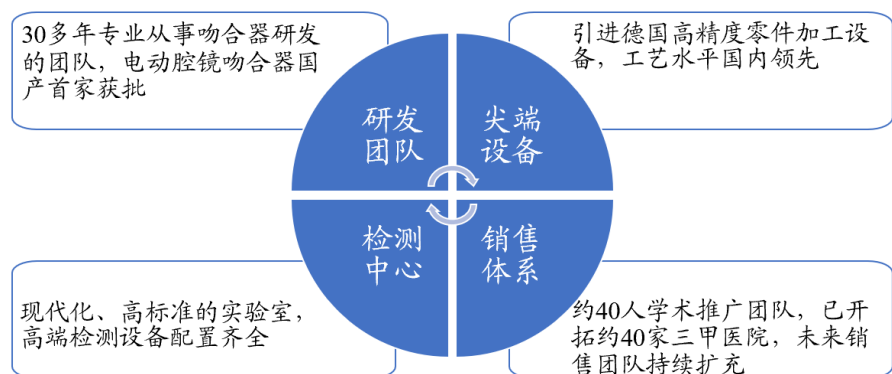 30多年专业从事吻合器研发
的团队，电动腔镜吻合器国
产首家获批
引进德国高精度零件加工设
备，工艺水平国内领先
研发
团队
尖端
设备
检测
中心
销售
体系
现代化、高标准的实验室，
高端检测设备配置齐全
约40人学术推广团队，已开
拓约40家三甲医院，未来销
售团队持续扩充